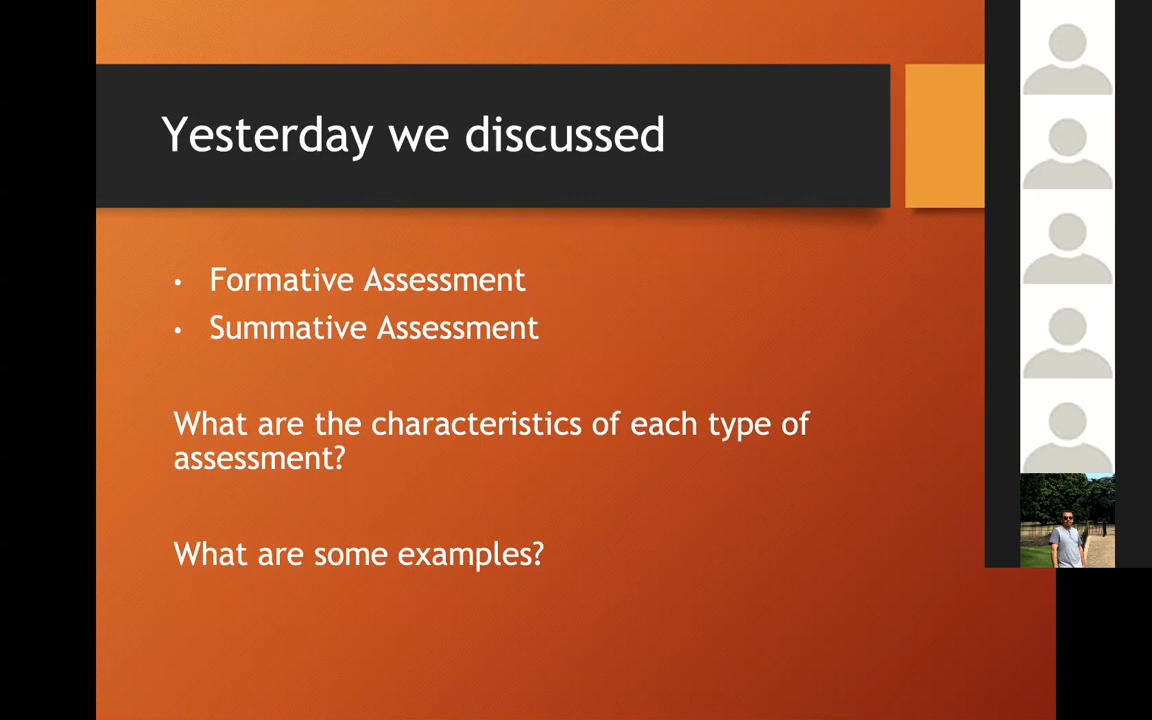 Yesterday we discussed
• Formative Assessment
• Summative Assessment
What are the characteristics of each type of
assessment?
What are some examples?